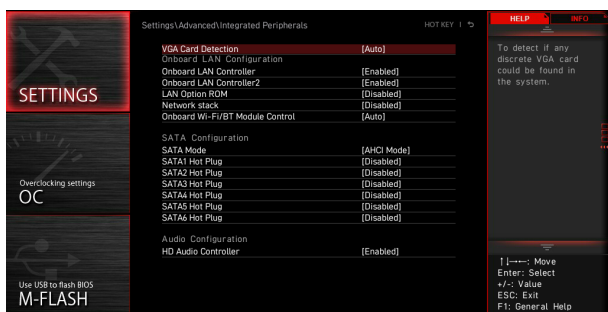 Settings\Advanced\Integrated Peripherals
HOT KEY | ⮌
HELP
INFO
VGA Card Detection [Auto]
Onboard LAN Configuration
Onboard LAN Controller [Enabled]
Onboard LAN Controller2 [Enabled]
LAN Option ROM [Disabled]
Network stack [Disabled]
Onboard Wi-Fi/BT Module Control [Auto]
SATA Configuration
SATA Mode [AHCI Mode]
SATA1 Hot Plug [Disabled]
SATA2 Hot Plug [Disabled]
SATA3 Hot Plug [Disabled]
SATA4 Hot Plug [Disabled]
SATA5 Hot Plug [Disabled]
SATA6 Hot Plug [Disabled]
Audio Configuration
HD Audio Controller [Enabled]
SETTINGS
Overclocking settings
OC
Use USB to flash BIOS
M-FLASH
To detect if any
discrete VGA card
could be found in
the system.
↑↓→←: Move
Enter: Select
+/-: Value
ESC: Exit
F1: General Help